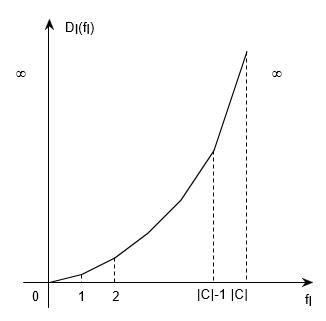 Dl(fl)
∞ ∞
0 1 2 |C|-1 |C|
fl